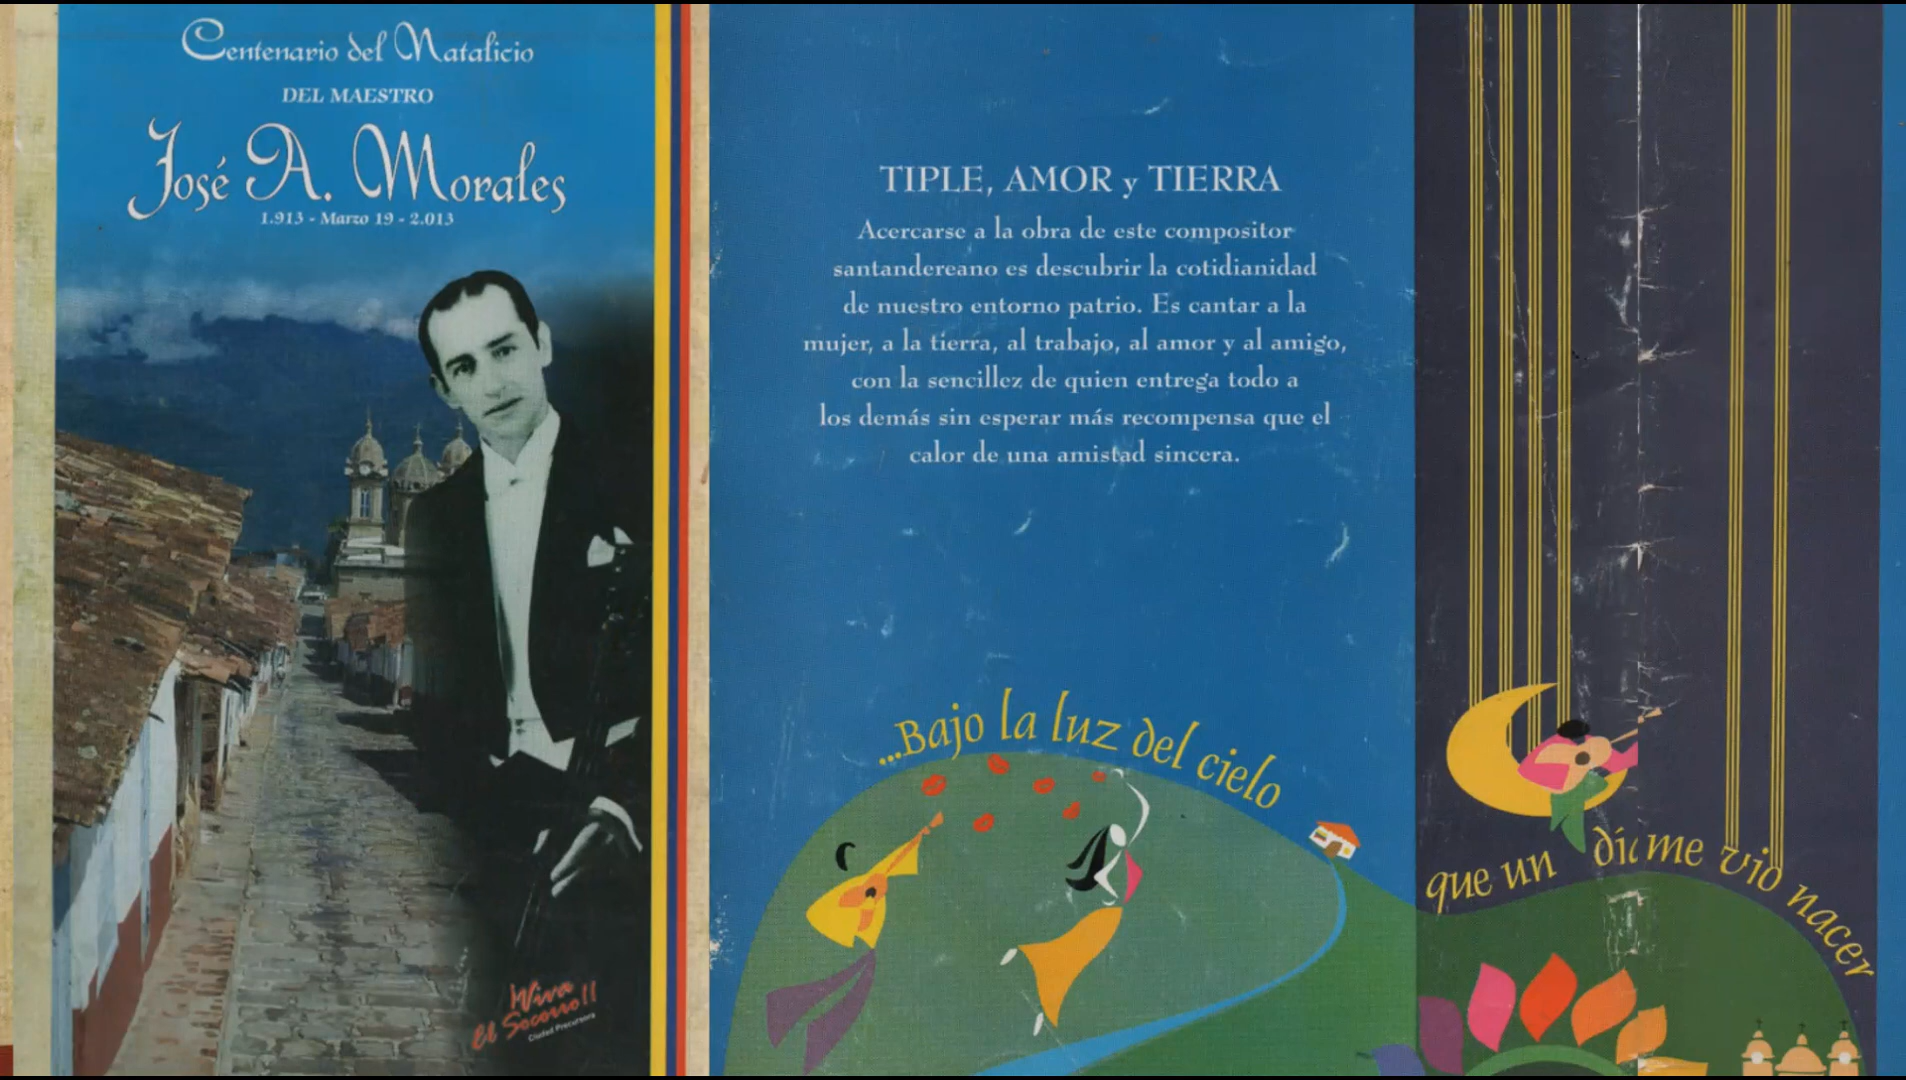 Centenario del Natalicio
DEL MAESTRO
José A. Morales
1.913 - Marzo 19 - 2.013
¡Viva
El Socorro!!
Ciudad Precursora
TIPLE, AMOR y TIERRA
Acercarse a la obra de este compositor
santandereano es descubrir la cotidianidad
de nuestro entorno patrio. Es cantar a la
mujer, a la tierra, al trabajo, al amor y al amigo,
con la sencillez de quien entrega todo a
los demás sin esperar más recompensa que el
calor de una amistad sincera.
...Bajo la luz del cielo
que un día me vio nacer